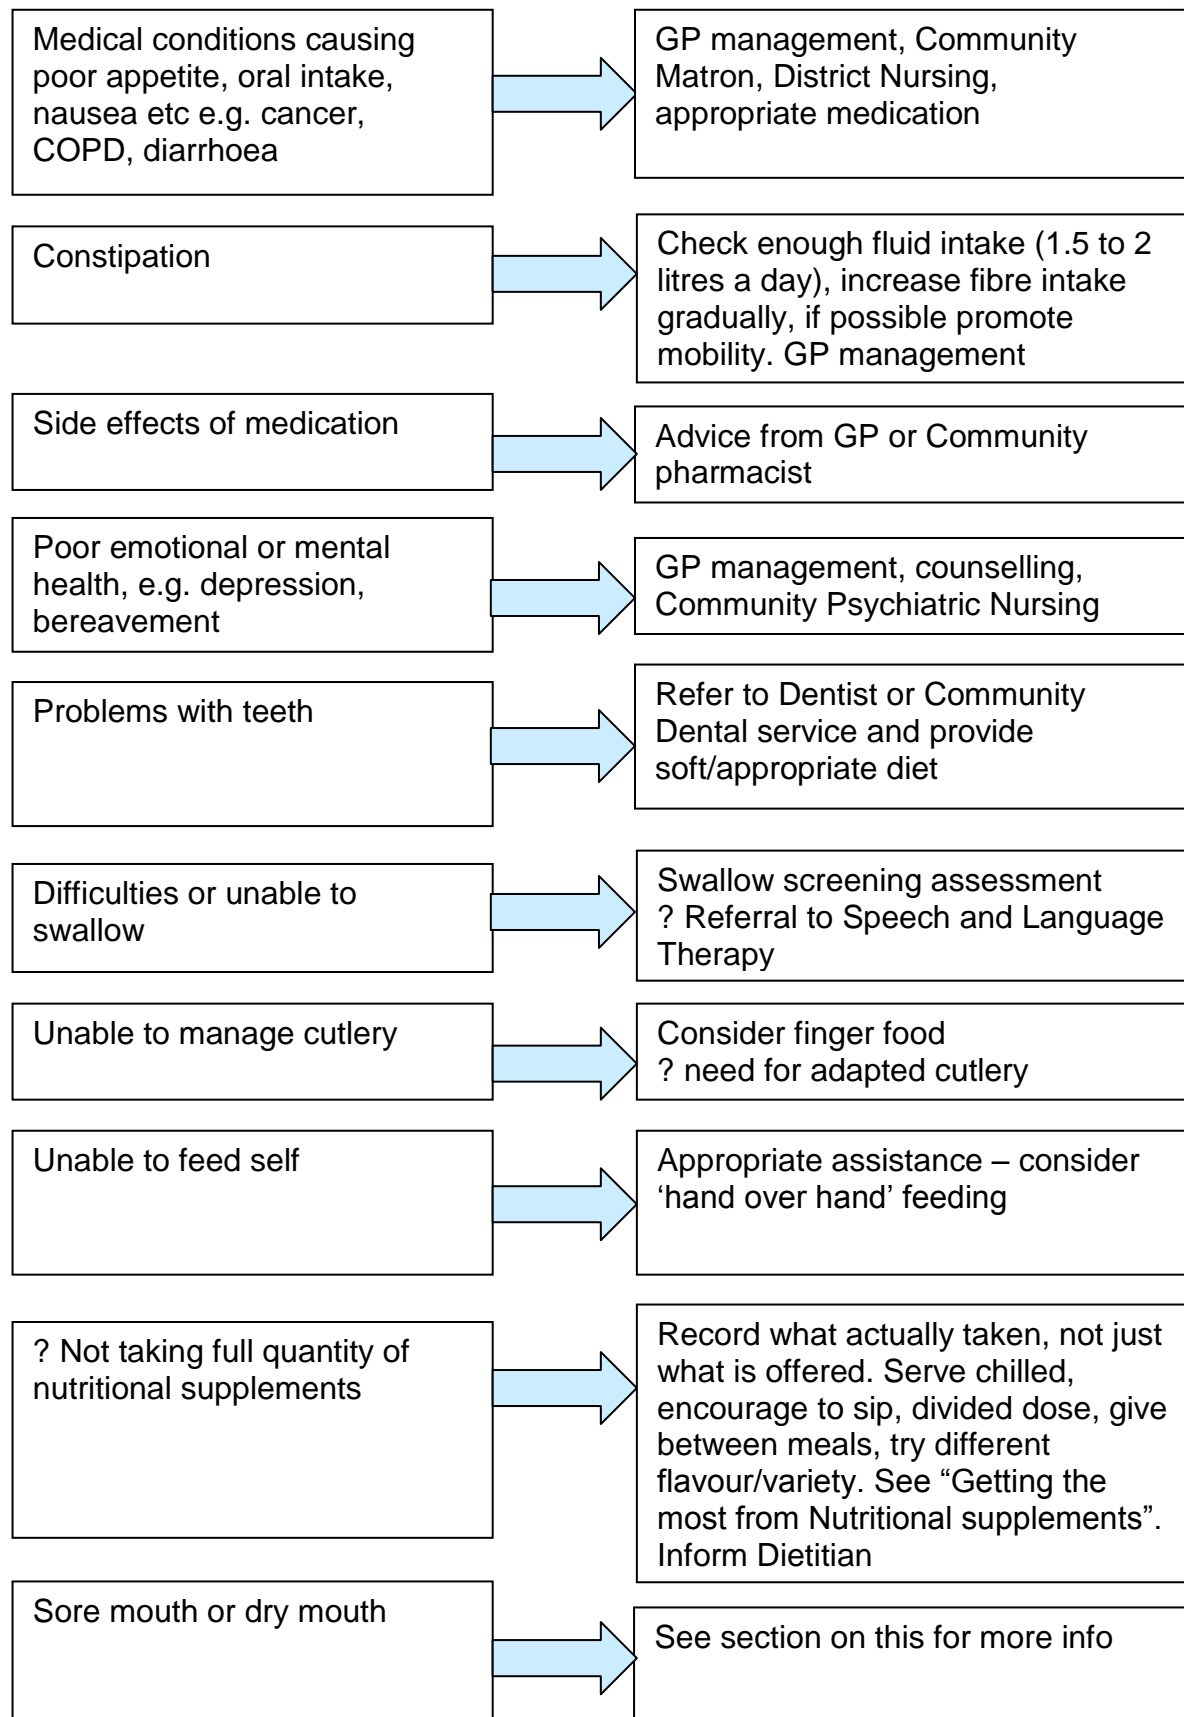 Medical conditions causing
poor appetite, oral intake,
nausea etc e.g. cancer,
COPD, diarrhoea
GP management, Community
Matron, District Nursing,
appropriate medication
Constipation
Check enough fluid intake (1.5 to 2
litres a day), increase fibre intake
gradually, if possible promote
mobility. GP management
Side effects of medication
Advice from GP or Community
pharmacist
Poor emotional or mental
health, e.g. depression,
bereavement
GP management, counselling,
Community Psychiatric Nursing
Problems with teeth
Refer to Dentist or Community
Dental service and provide
soft/appropriate diet
Difficulties or unable to
swallow
Swallow screening assessment
? Referral to Speech and Language
Therapy
Unable to manage cutlery
Consider finger food
? need for adapted cutlery
Unable to feed self
Appropriate assistance – consider
‘hand over hand’ feeding
? Not taking full quantity of
nutritional supplements
Record what actually taken, not just
what is offered. Serve chilled,
encourage to sip, divided dose, give
between meals, try different
flavour/variety. See “Getting the
most from Nutritional supplements”.
Inform Dietitian
Sore mouth or dry mouth
See section on this for more info